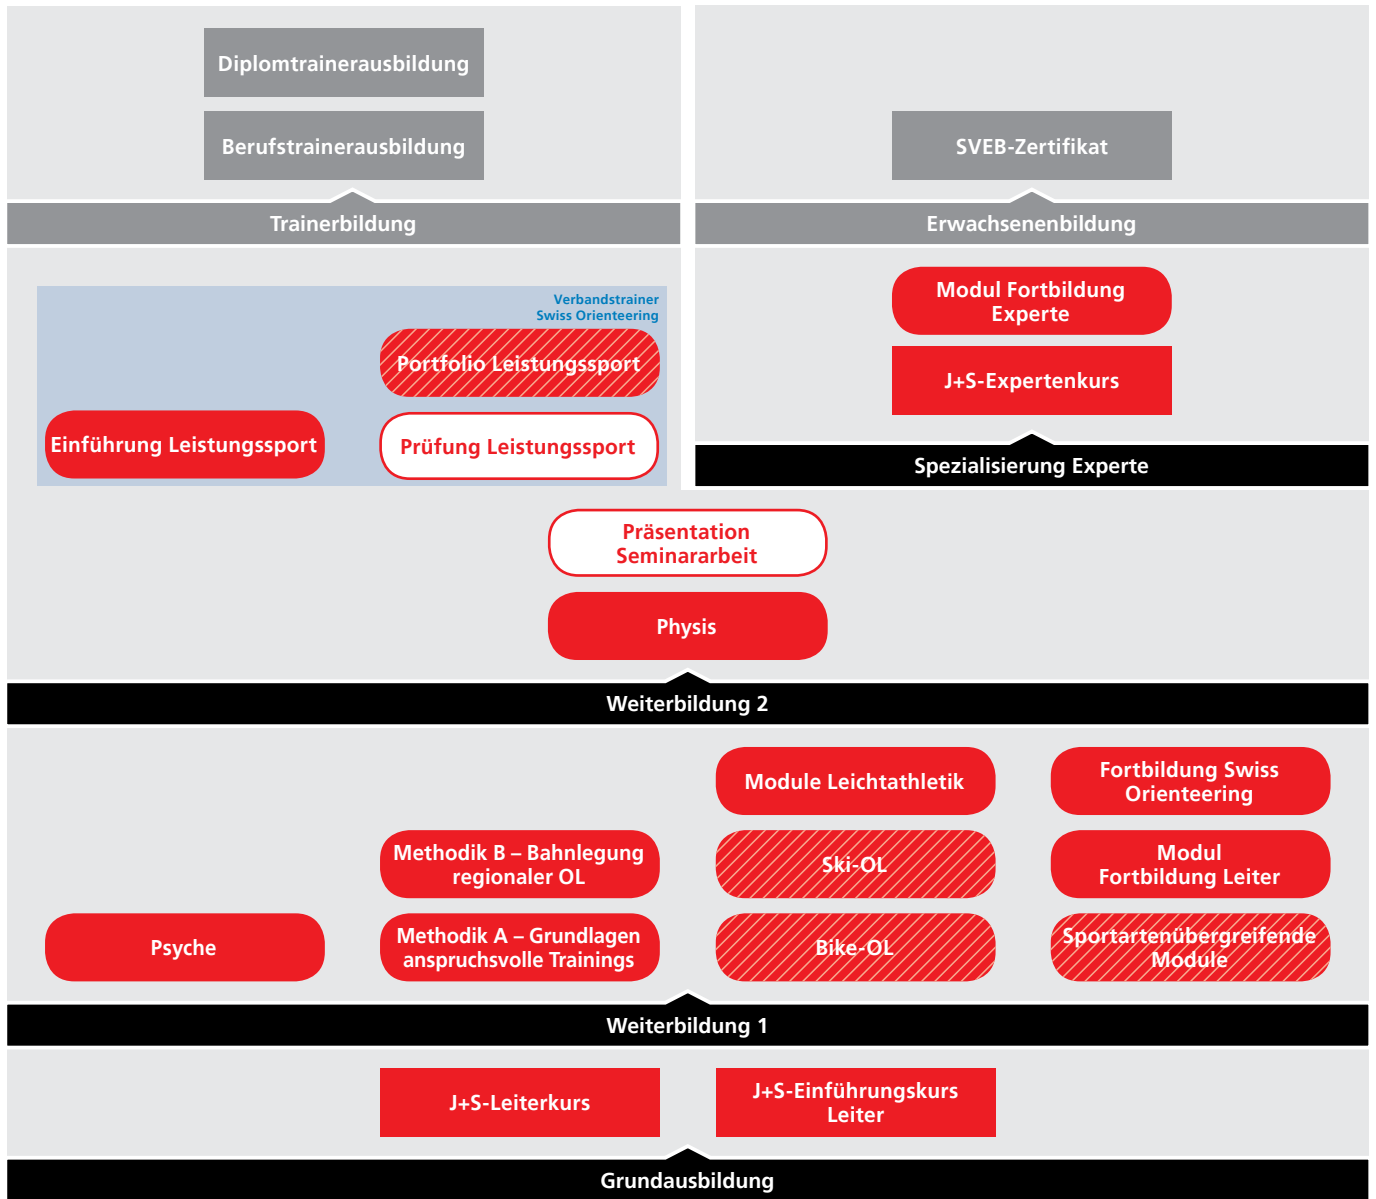 Diplomtrainerausbildung
Berufstrainerausbildung
SVEB-Zertifikat
Trainerbildung
Erwachsenenbildung
Verbandstrainer
Swiss Orienteering
Portfolio Leistungssport
Einführung Leistungssport
Prüfung Leistungssport
Modul Fortbildung
Experte
J+S-Expertenkurs
Spezialisierung Experte
Präsentation
Seminararbeit
Physis
Weiterbildung 2
Module Leichtathletik
Fortbildung Swiss
Orienteering
Methodik B – Bahnlegung
regionaler OL
Ski-OL
Modul
Fortbildung Leiter
Psyche
Methodik A – Grundlagen
anspruchsvolle Trainings
Bike-OL
Sportartenübergreifende
Module
Weiterbildung 1
J+S-Leiterkurs
J+S-Einführungskurs
Leiter
Grundausbildung